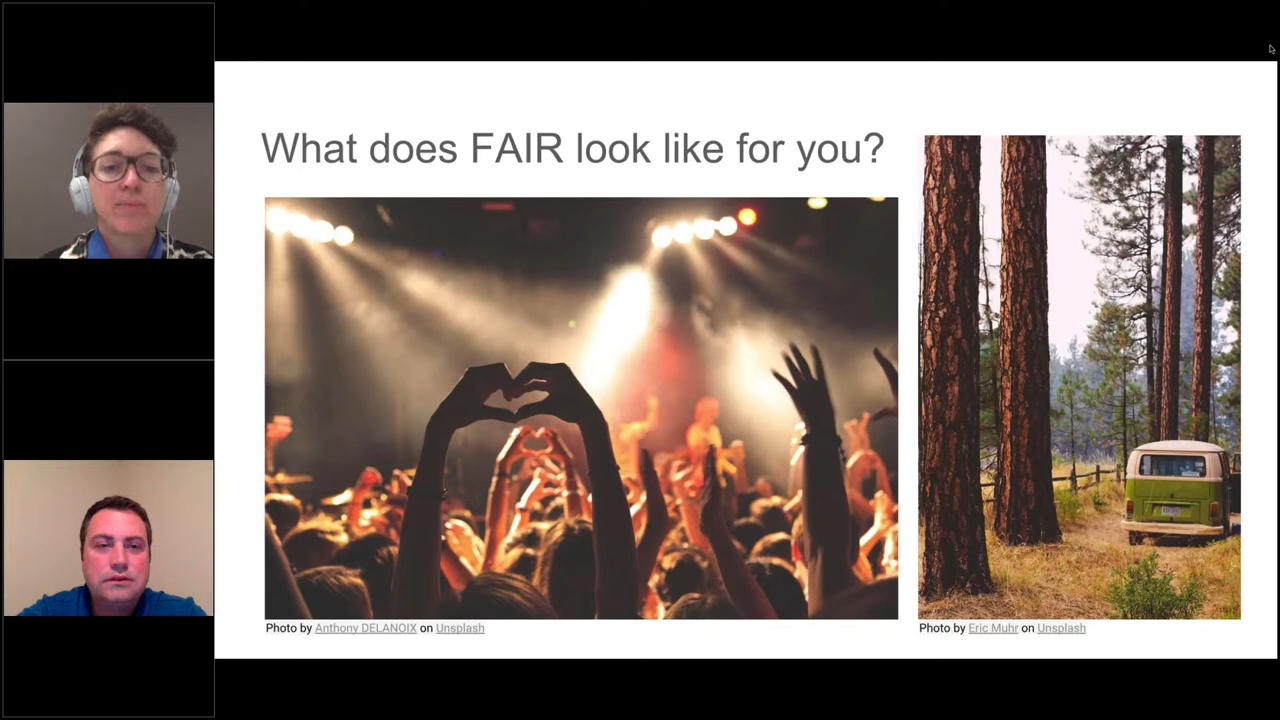 What does FAIR look like for you?
Photo by Anthony DELANOIX on Unsplash
Photo by Eric Muhr on Unsplash